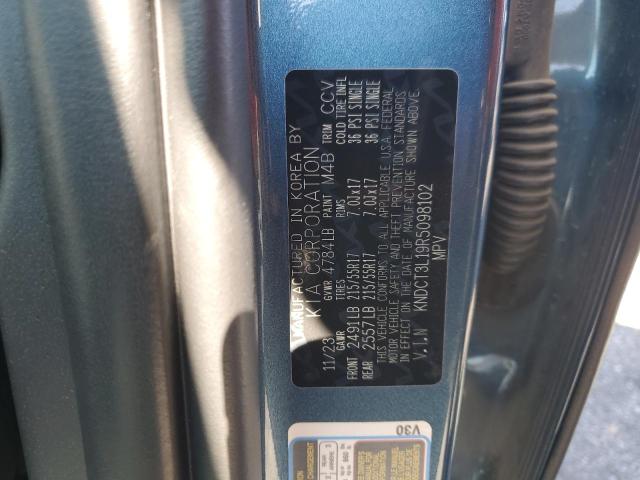 MANUFACTURED IN KOREA BY
KIA CORPORATION
11/23 GVWR 4784LB PAINT M4B TRIM CCV
GAWR TIRES RIMS COLD TIRE INFL
FRONT 2491LB 215/55R17 7.0JX17 36 PSI SINGLE
REAR 2557LB 215/55R17 7.0JX17 36 PSI SINGLE
THIS VEHICLE CONFORMS TO ALL APPLICABLE U.S.A FEDERAL
MOTOR VEHICLE SAFETY AND THEFT PREVENTION STANDARDS
IN EFFECT ON THE DATE OF MANUFACTURE SHOWN ABOVE.
V.I.N KNDCT3L19R5098102
MPV
V30